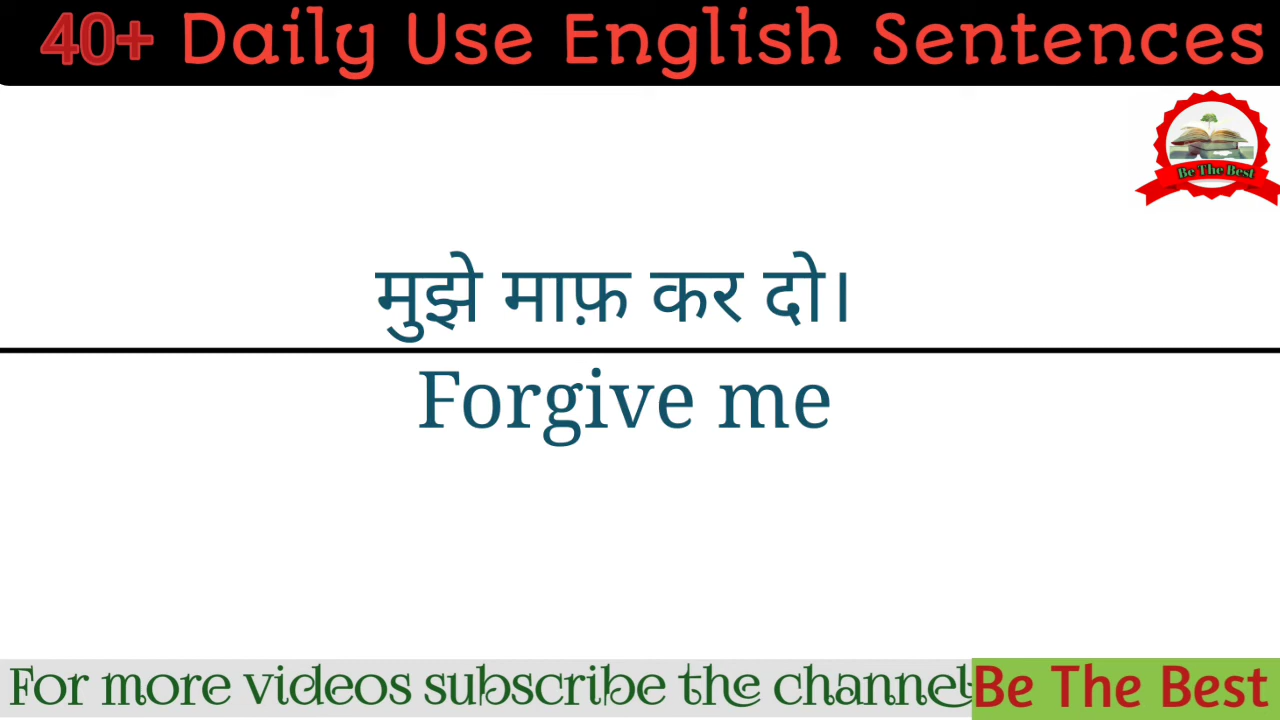 40+ Daily Use English Sentences
Be The Best
मुझे माफ़ कर दो।
Forgive me
For more videos subscribe the channel Be The Best